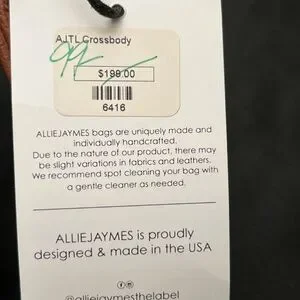 AJTL Crossbody
99
$199.00
6416
ALLIEJAYMES bags are uniquely made and
individually handcrafted.
Due to the nature of our product, there may
be slight variations in fabrics and leathers.
We recommend spot cleaning your bag with
a gentle cleaner as needed.
ALLIEJAYMES is proudly
designed & made in the USA
@alliejaymesthelabel